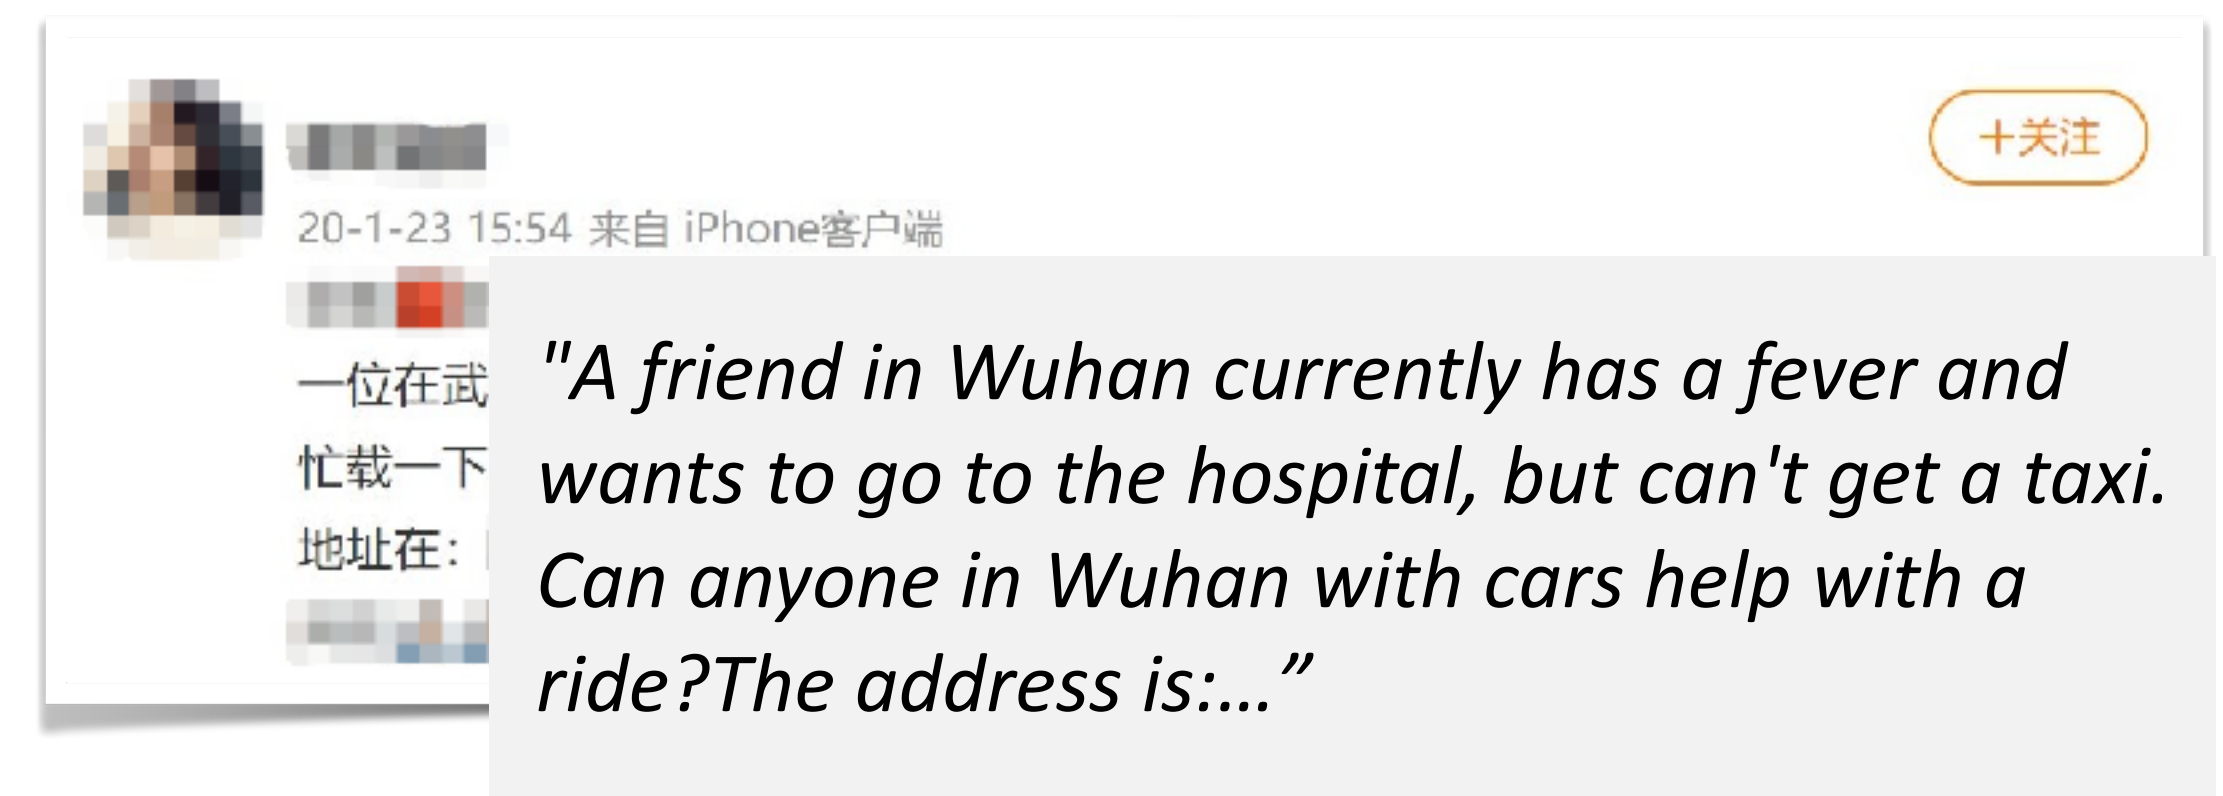 十关注
20-1-23 15:54 来自 iPhone客户端
一位在武
忙载一下
地址在：
"A friend in Wuhan currently has a fever and
wants to go to the hospital, but can't get a taxi.
Can anyone in Wuhan with cars help with a
ride?The address is:…”